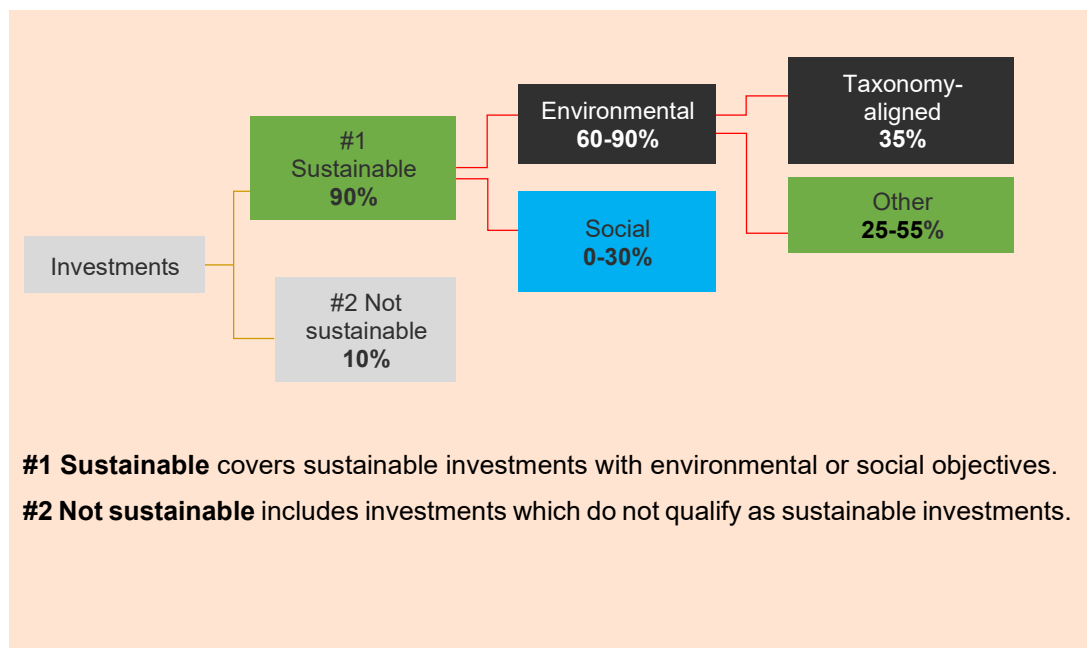 Taxonomy-
aligned
35%
Environmental
60-90%
#1
Sustainable
90%
Other
25-55%
Social
0-30%
Investments
#2 Not
sustainable
10%
#1 Sustainable covers sustainable investments with environmental or social objectives.
#2 Not sustainable includes investments which do not qualify as sustainable investments.